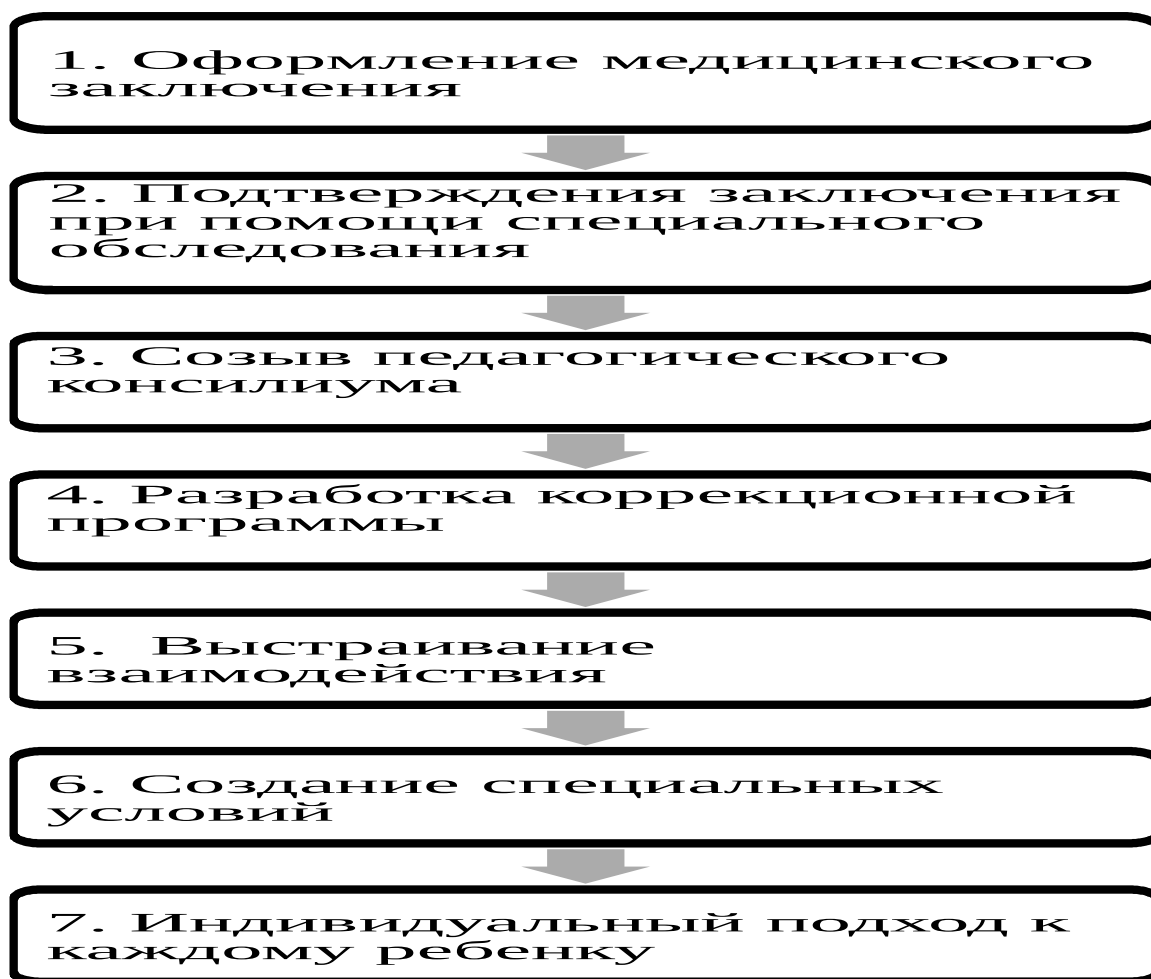 1. Оформление медицинского
заключения
2. Подтверждения заключения
при помощи специального
обследования
3. Созыв педагогического
консилиума
4. Разработка коррекционной
программы
5. Выстраивание
взаимодействия
6. Создание специальных
условий
7. Индивидуальный подход к
каждому ребенку